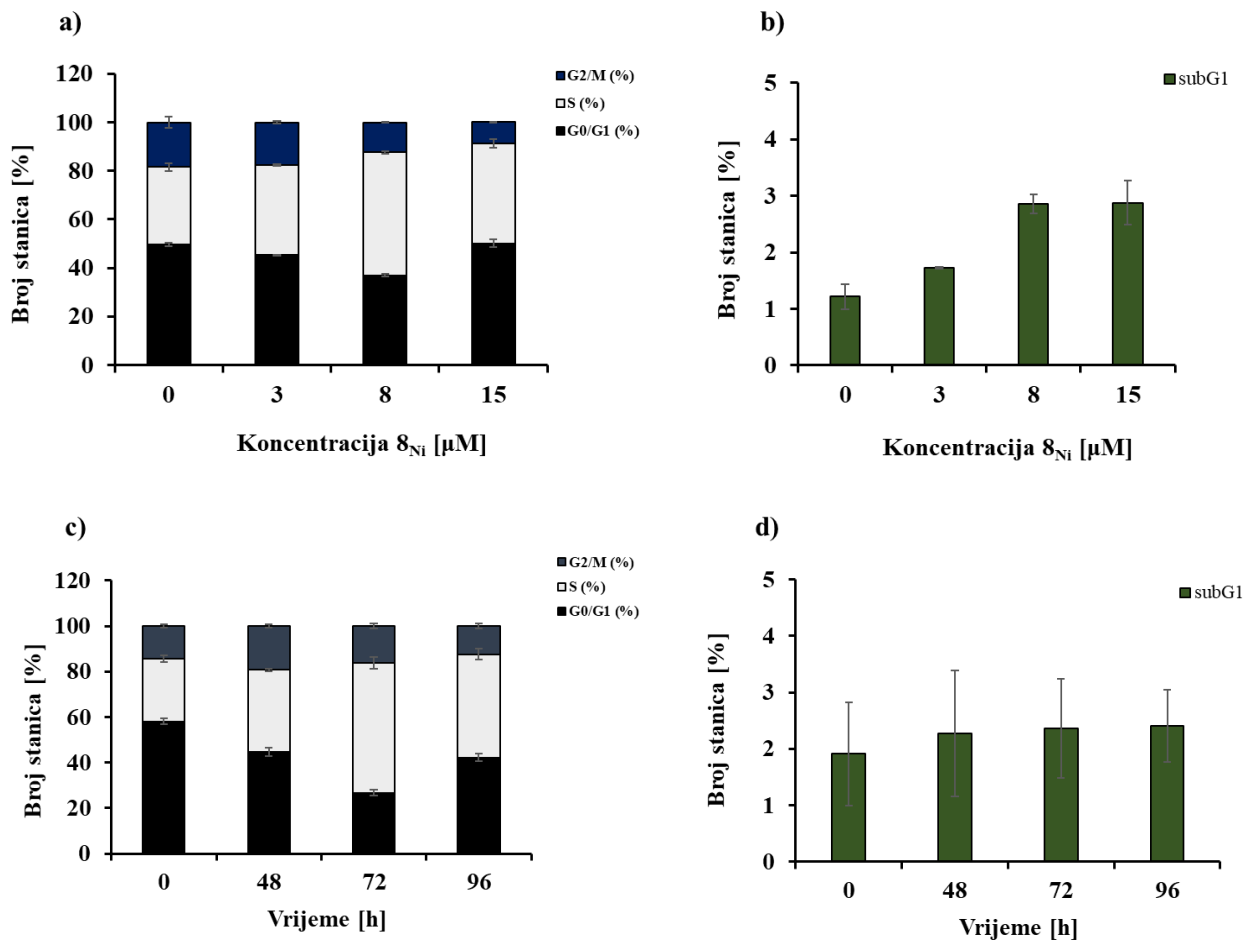 a)
120
100
80
60
40
20
0
Broj stanica [%]
G2/M (%)
S (%)
G0/G1 (%)
0 3 8 15
Koncentracija 8Ni [µM]
b)
5
4
3
2
1
0
Broj stanica [%]
subG1
0 3 8 15
Koncentracija 8Ni [µM]
c)
120
100
80
60
40
20
0
Broj stanica [%]
G2/M (%)
S (%)
G0/G1 (%)
0 48 72 96
Vrijeme [h]
d)
5
4
3
2
1
0
Broj stanica [%]
subG1
0 48 72 96
Vrijeme [h]